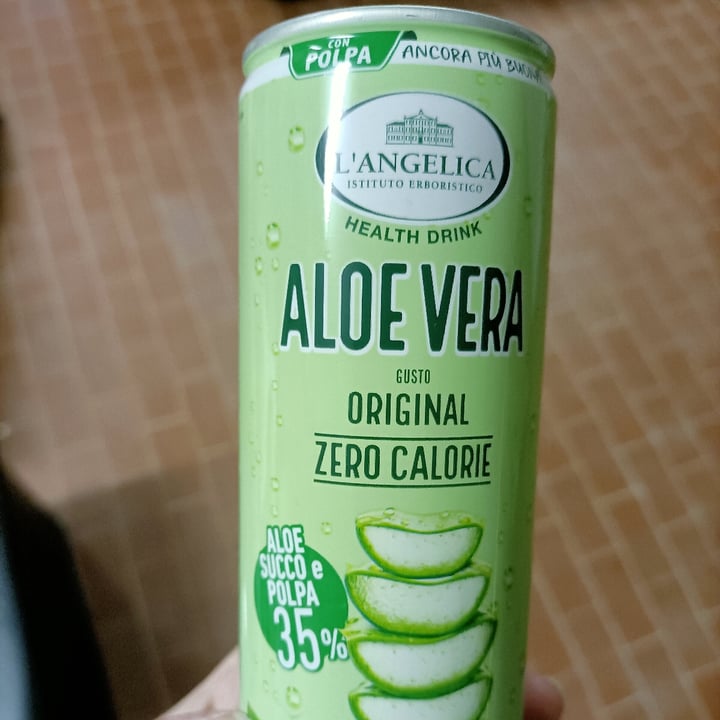 CON
POLPA
ANCORA PIÙ BUONA
L'ANGELICA
ISTITUTO ERBORISTICO
HEALTH DRINK
ALOE VERA
GUSTO
ORIGINAL
ZERO CALORIE
ALOE
SUCCO e
POLPA
35%